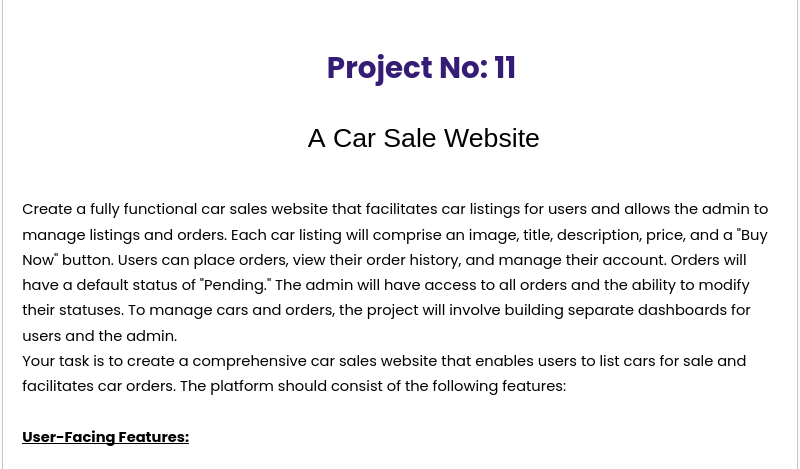 Project No: 11
A Car Sale Website
Create a fully functional car sales website that facilitates car listings for users and allows the admin to
manage listings and orders. Each car listing will comprise an image, title, description, price, and a "Buy
Now" button. Users can place orders, view their order history, and manage their account. Orders will
have a default status of "Pending." The admin will have access to all orders and the ability to modify
their statuses. To manage cars and orders, the project will involve building separate dashboards for
users and the admin.
Your task is to create a comprehensive car sales website that enables users to list cars for sale and
facilitates car orders. The platform should consist of the following features:
User-Facing Features: